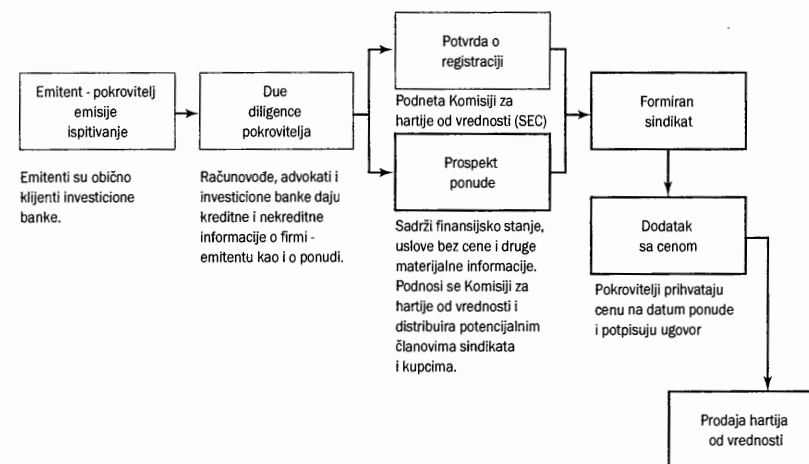 Emitent - pokrovitelj
emisije
ispitivanje
Emitenti su obično
klijenti investicione
banke.
Due
diligence
pokrovitelja
Računovođe, advokati i
investicione banke daju
kreditne i nekreditne
informacije o firmi -
emitentu kao i o ponudi.
Potvrda o
registraciji
Podneta Komisiji za
hartije od vrednosti (SEC)
Prospekt
ponude
Sadrži finansijsko stanje,
uslove bez cene i druge
materijalne informacije.
Podnosi se Komisiji za
hartije od vrednosti i
distribuira potencijalnim
članovima sindikata
i kupcima.
Formiran
sindikat
Dodatak
sa cenom
Pokrovitelji prihvataju
cenu na datum ponude
i potpisuju ugovor
Prodaja hartija
od vrednosti